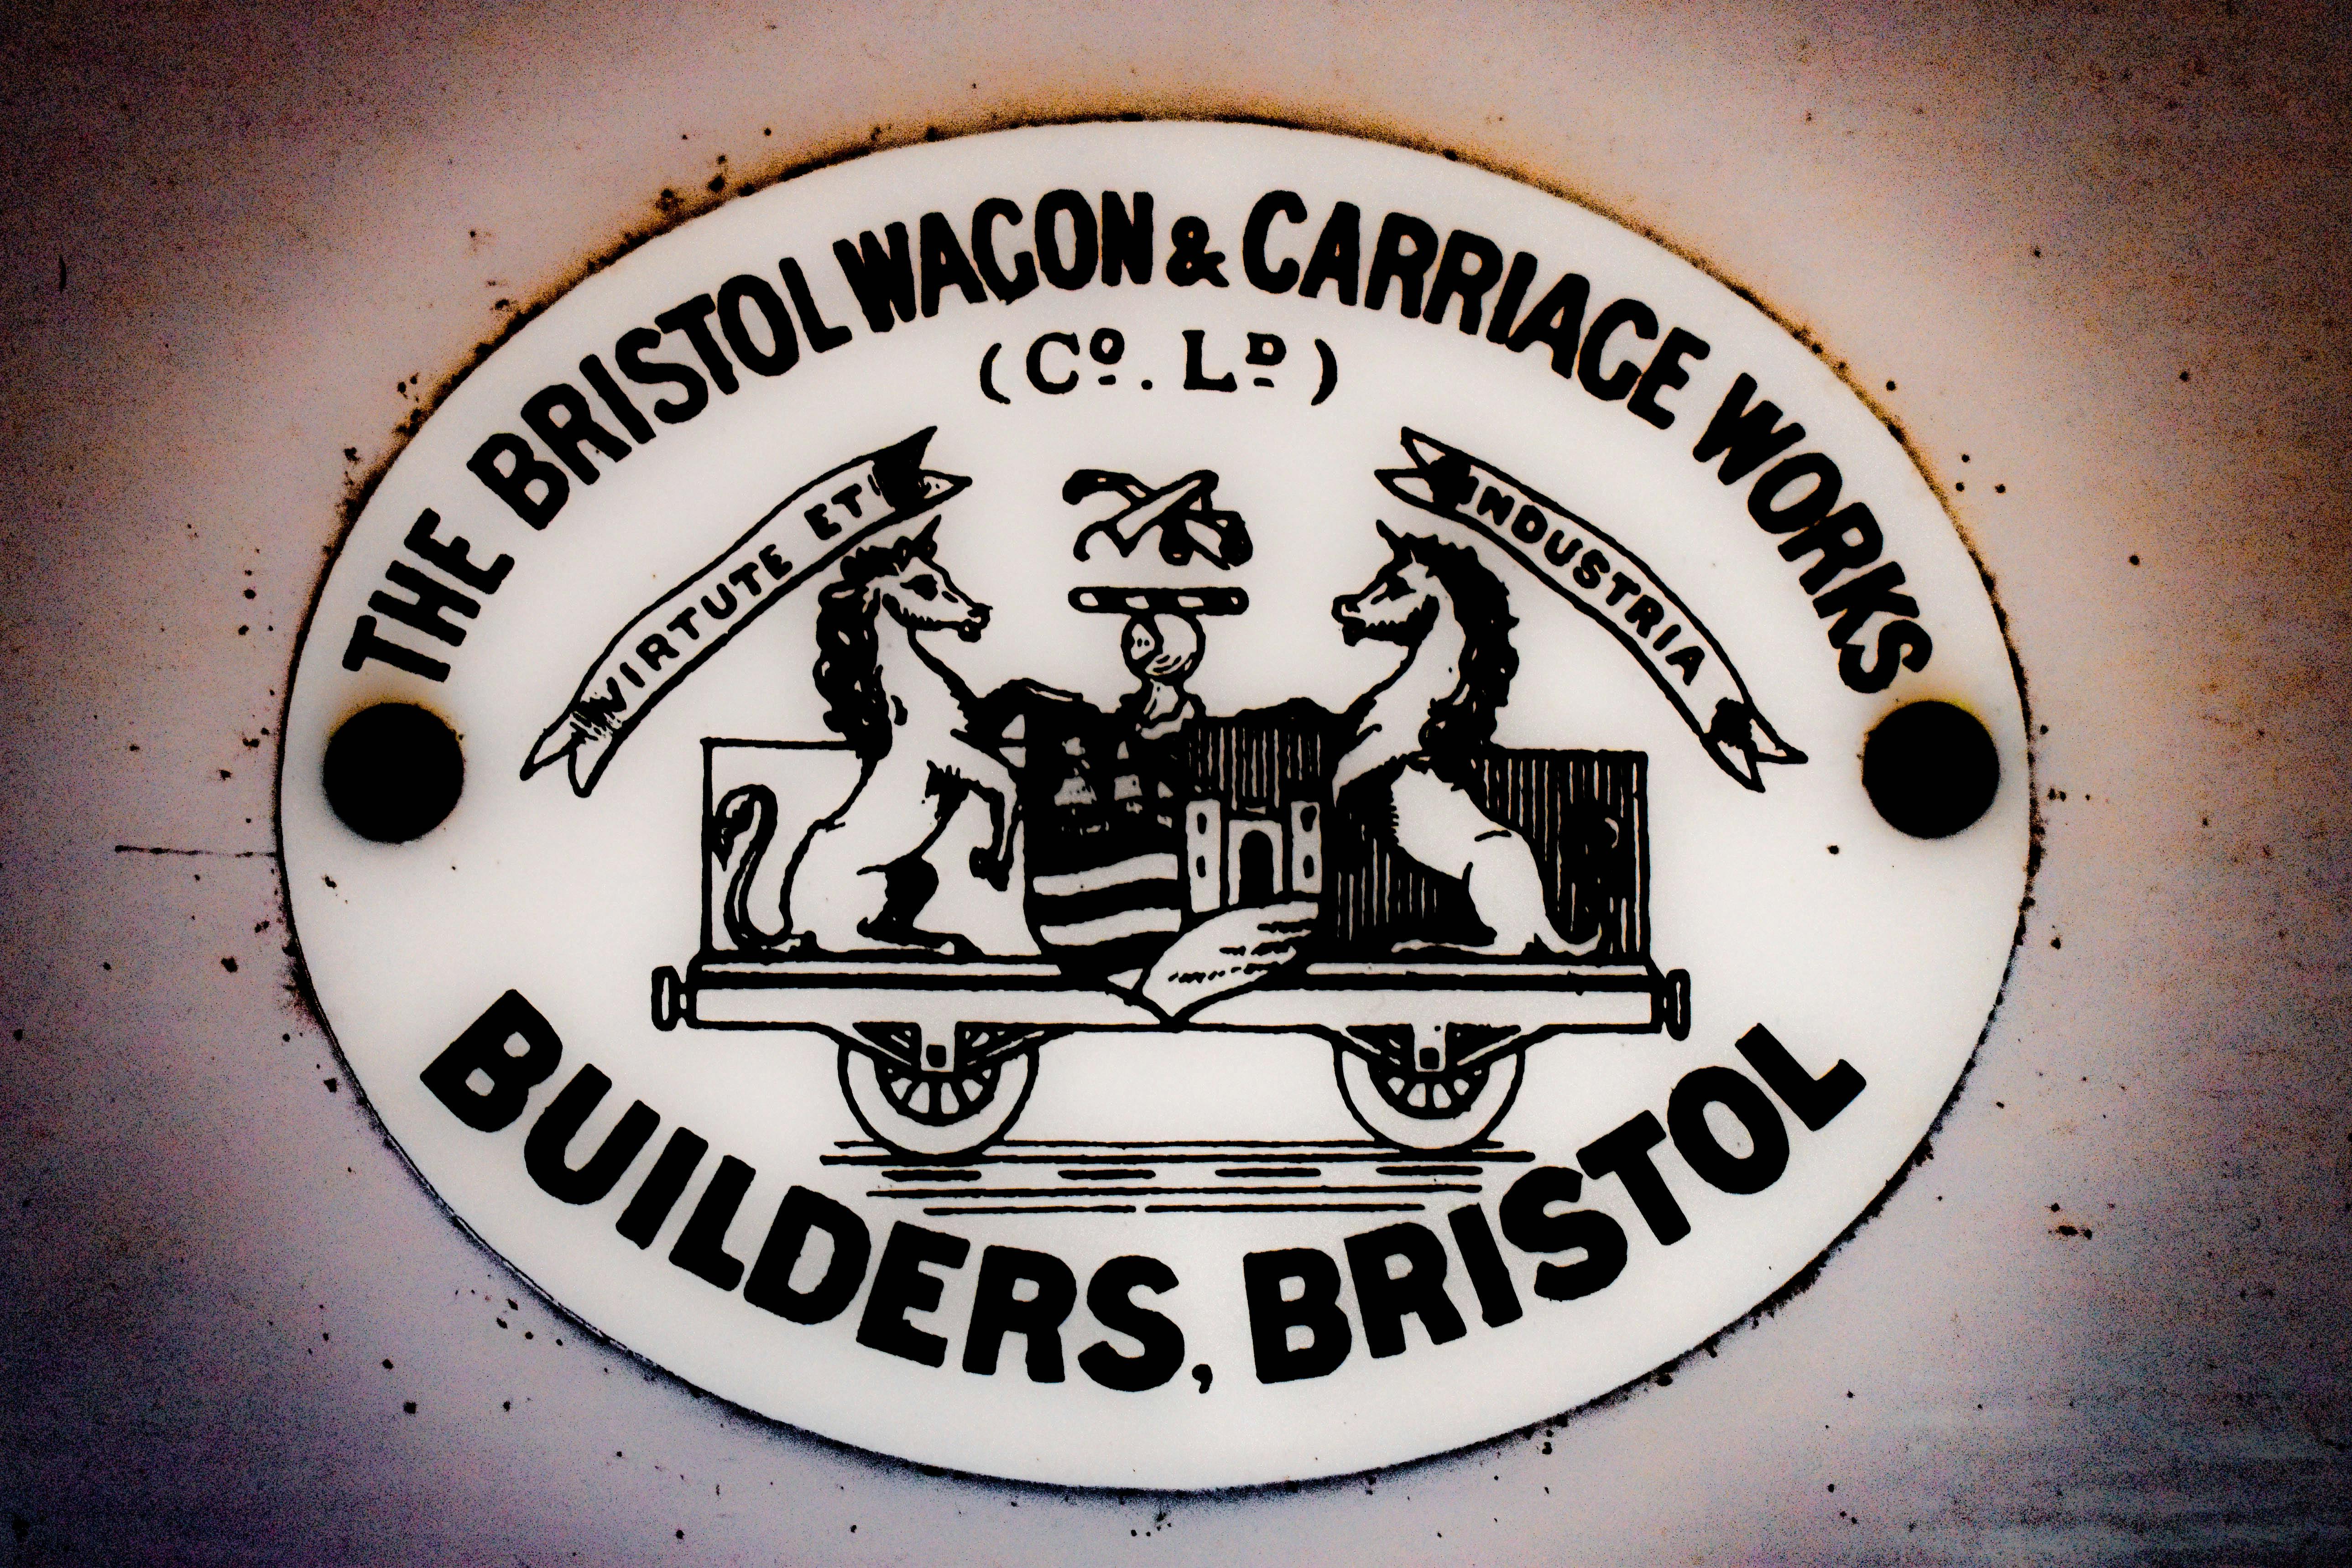 THE BRISTOL WAGON & CARRIAGE WORKS
(Cº. Lᴰ)
VIRTUTE ET
INDUSTRIA
BUILDERS, BRISTOL